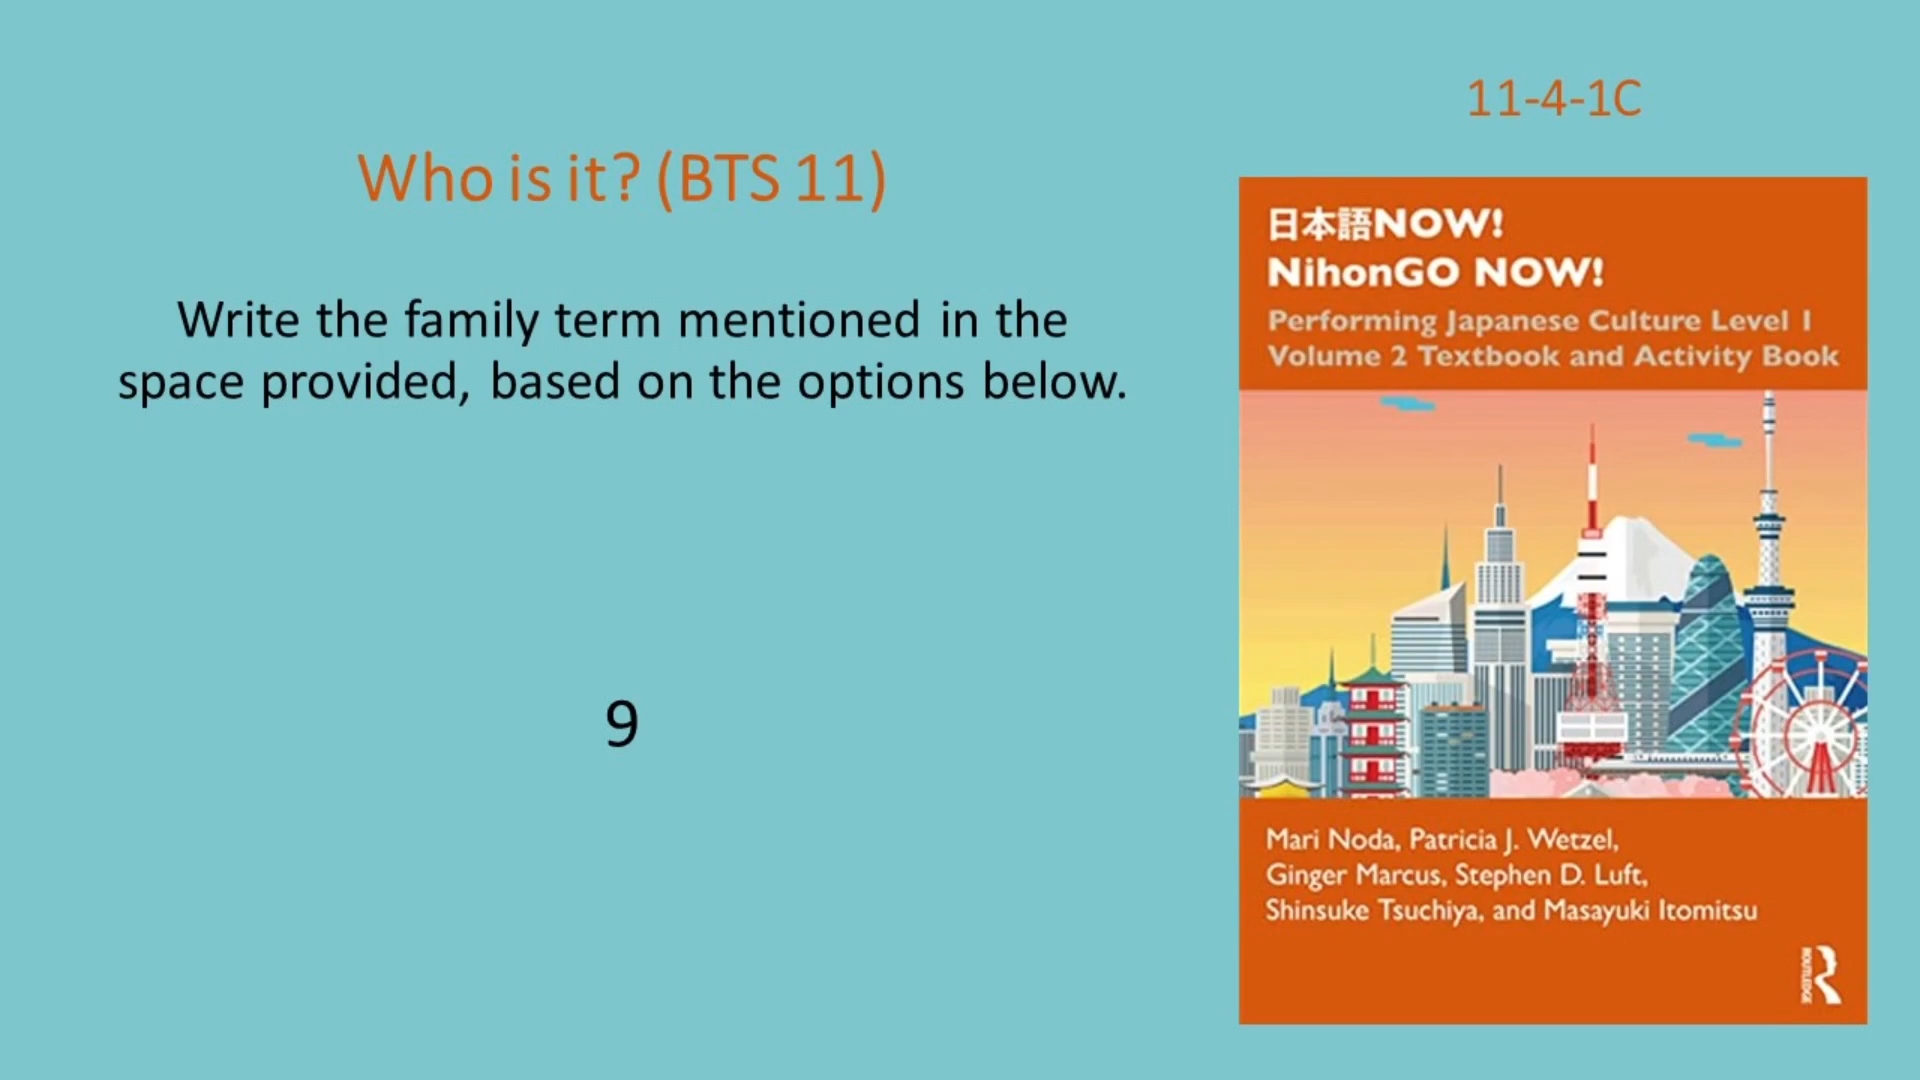 11-4-1C
Who is it? (BTS 11)
Write the family term mentioned in the
space provided, based on the options below.
9
日本語NOW!
NihonGO NOW!
Performing Japanese Culture Level 1
Volume 2 Textbook and Activity Book
Mari Noda, Patricia J. Wetzel,
Ginger Marcus, Stephen D. Luft,
Shinsuke Tsuchiya, and Masayuki Itomitsu
ROUTLEDGE